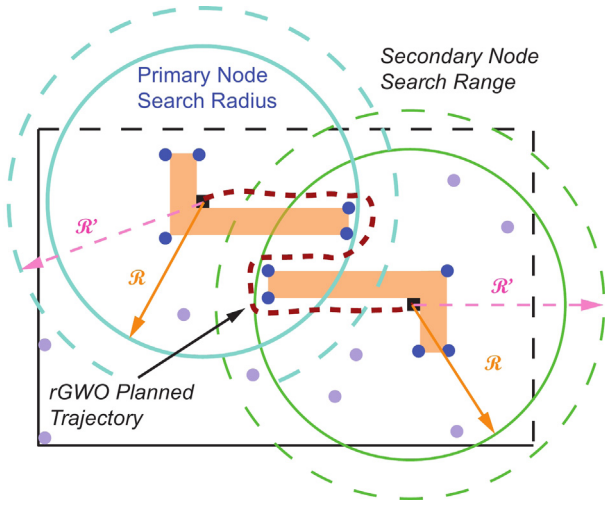 Secondary Node
Search Range
Primary Node
Search Radius
ℛ'
ℛ
ℛ'
ℛ
rGWO Planned
Trajectory